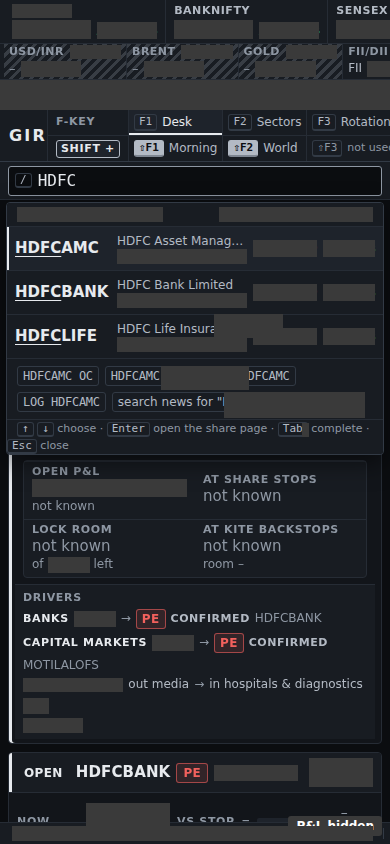 BANKNIFTY SENSEX
USD/INR BRENT GOLD FII/DII
– – – FII
GIR F-KEY F1 Desk F2 Sectors F3 Rotation
SHIFT + ⇧F1 Morning ⇧F2 World ⇧F3 not used
/ HDFC
HDFCAMC HDFC Asset Manag…
HDFCBANK HDFC Bank Limited
HDFCLIFE HDFC Life Insura
HDFCAMC OC HDFCAMC DFCAMC
LOG HDFCAMC search news for "
↑ ↓ choose · Enter open the share page · Tab complete ·
Esc close
OPEN P&L
AT SHARE STOPS
not known
not known
LOCK ROOM AT KITE BACKSTOPS
not known not known
of left room –
DRIVERS
BANKS → PE CONFIRMED HDFCBANK
CAPITAL MARKETS → PE CONFIRMED
MOTILALOFS
out media → in hospitals & diagnostics
OPEN HDFCBANK PE
NOW VS STOP –
P&L hidden